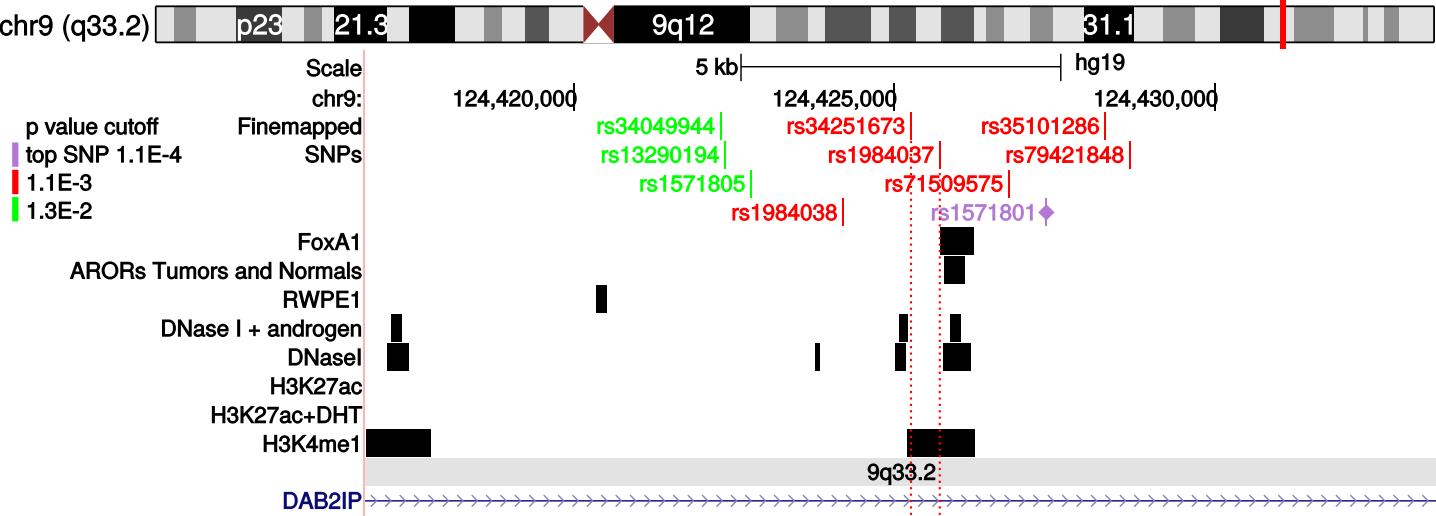 chr9 (q33.2) p23 21.3 9q12 31.1
Scale 5 kb hg19
chr9: 124,420,000 124,425,000 124,430,000
p value cutoff Finemapped rs34049944 rs34251673 rs35101286
top SNP 1.1E-4 SNPs rs13290194 rs1984037 rs79421848
1.1E-3 rs1571805 rs71509575
1.3E-2 rs1984038 rs1571801
FoxA1
ARORs Tumors and Normals
RWPE1
DNase I + androgen
DNaseI
H3K27ac
H3K27ac+DHT
H3K4me1
9q33.2
DAB2IP